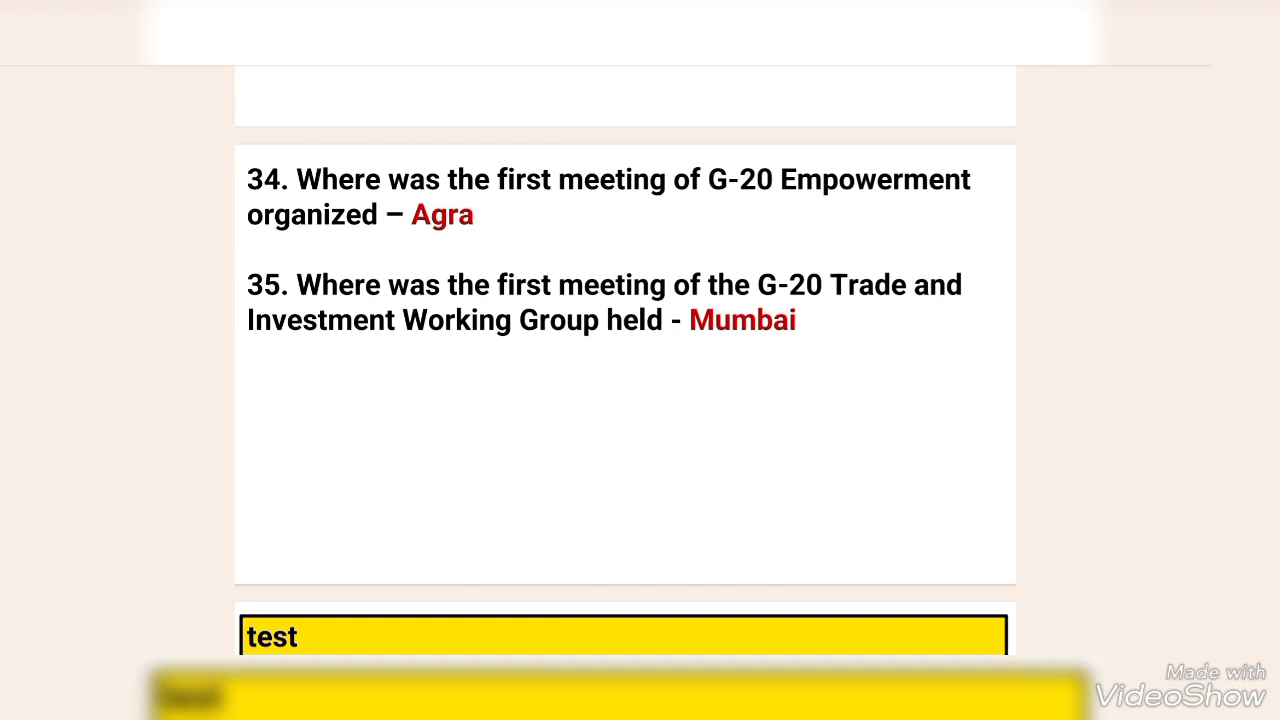 34. Where was the first meeting of G-20 Empowerment
organized – Agra
35. Where was the first meeting of the G-20 Trade and
Investment Working Group held - Mumbai
test
test
Made with
VideoShow